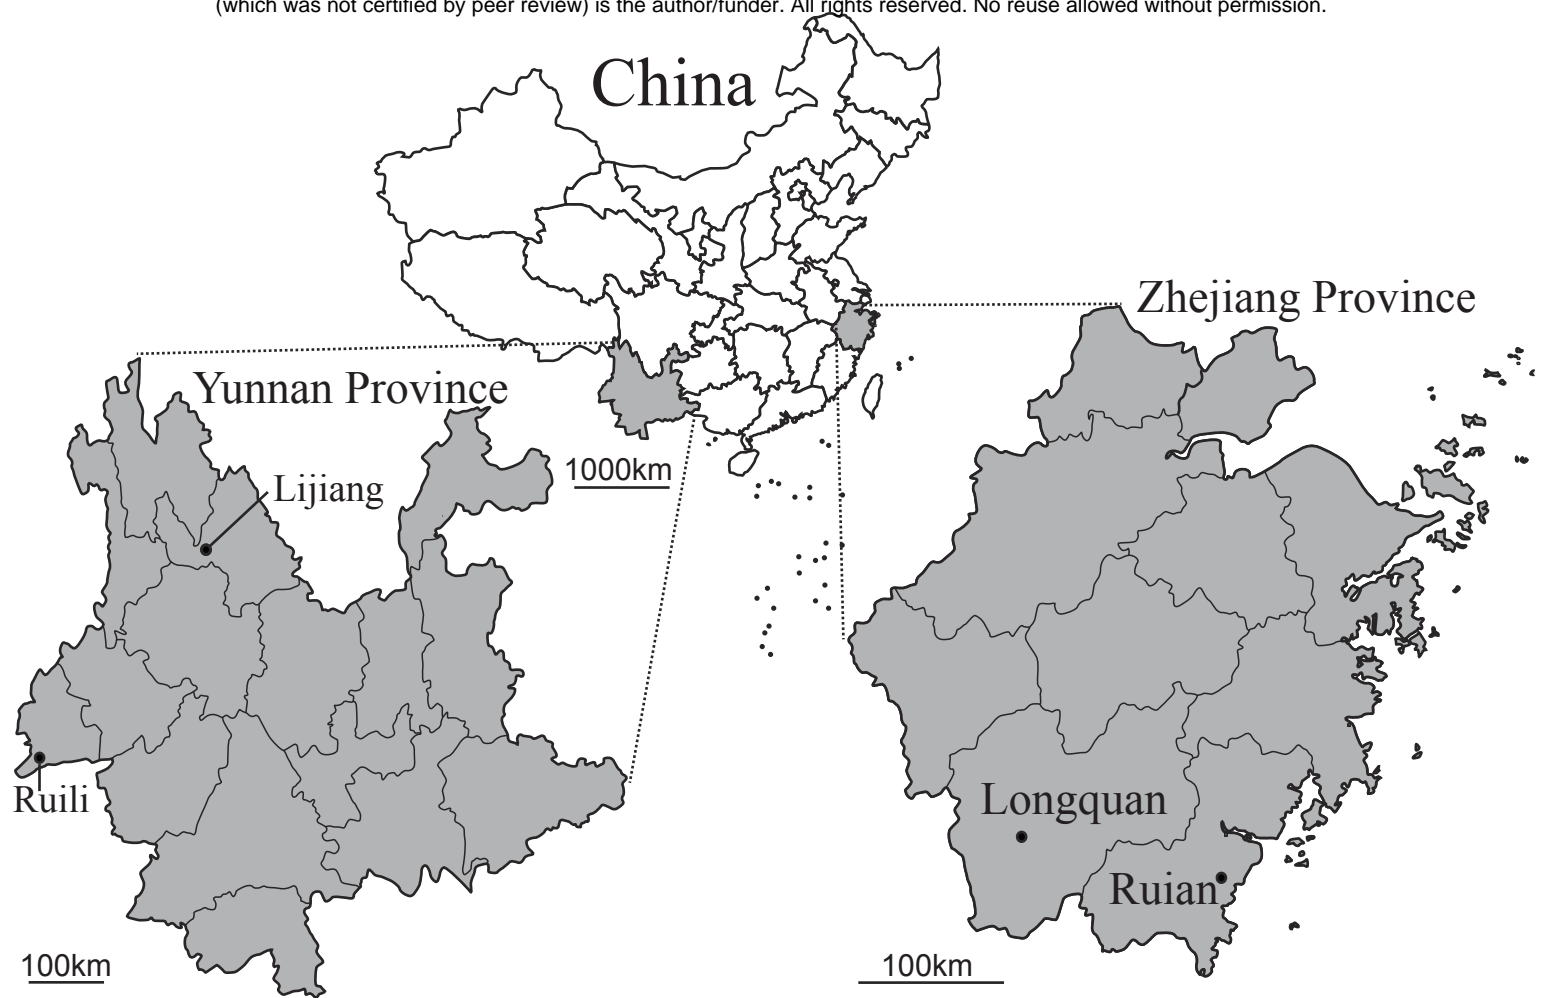 (which was not certified by peer review) is the author/funder. All rights reserved. No reuse allowed without permission.
China
Zhejiang Province
Yunnan Province
1000km
Lijiang
Ruili
Longquan
Ruian
100km
100km